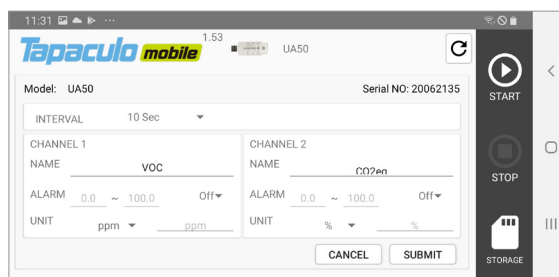 11:31
Tapaculo mobile 1.53 UA50
Model: UA50 Serial NO: 20062135
START
INTERVAL 10 Sec
CHANNEL 1
NAME VOC
ALARM 0.0 ~ 100.0 Off
UNIT ppm ppm
CHANNEL 2
NAME CO2eq
ALARM 0.0 ~ 100.0 Off
UNIT % %
STOP
CANCEL SUBMIT
STORAGE